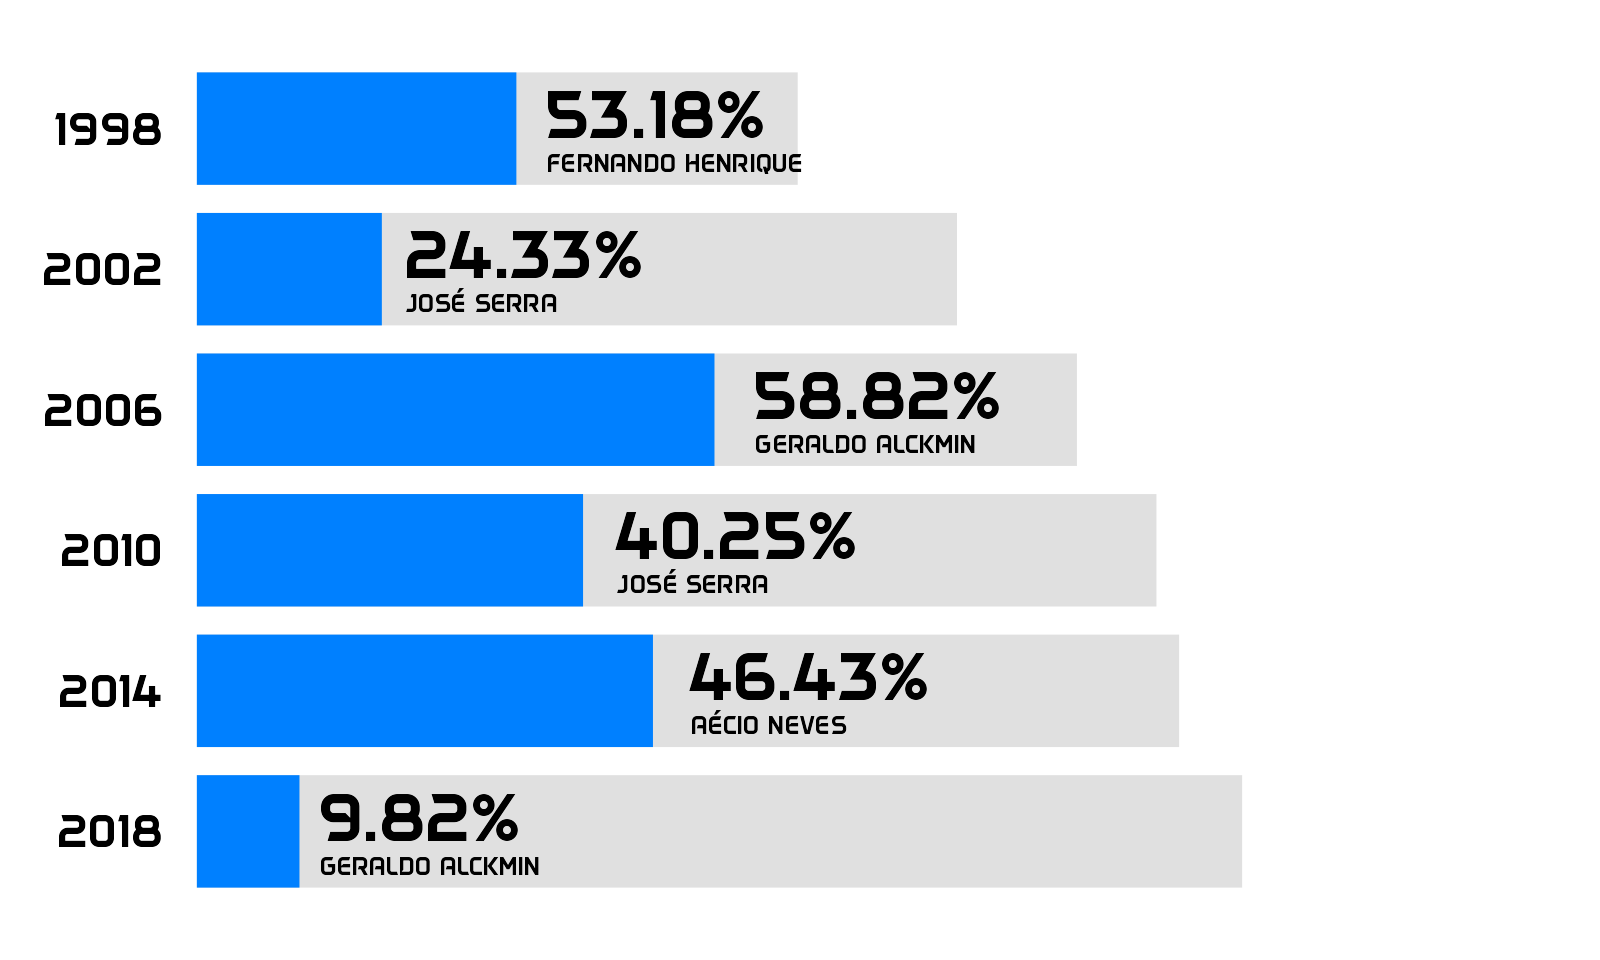 1998
53.18%
FERNANDO HENRIQUE
2002
24.33%
JOSÉ SERRA
2006
58.82%
GERALDO ALCKMIN
2010
40.25%
JOSÉ SERRA
2014
46.43%
AÉCIO NEVES
2018
9.82%
GERALDO ALCKMIN